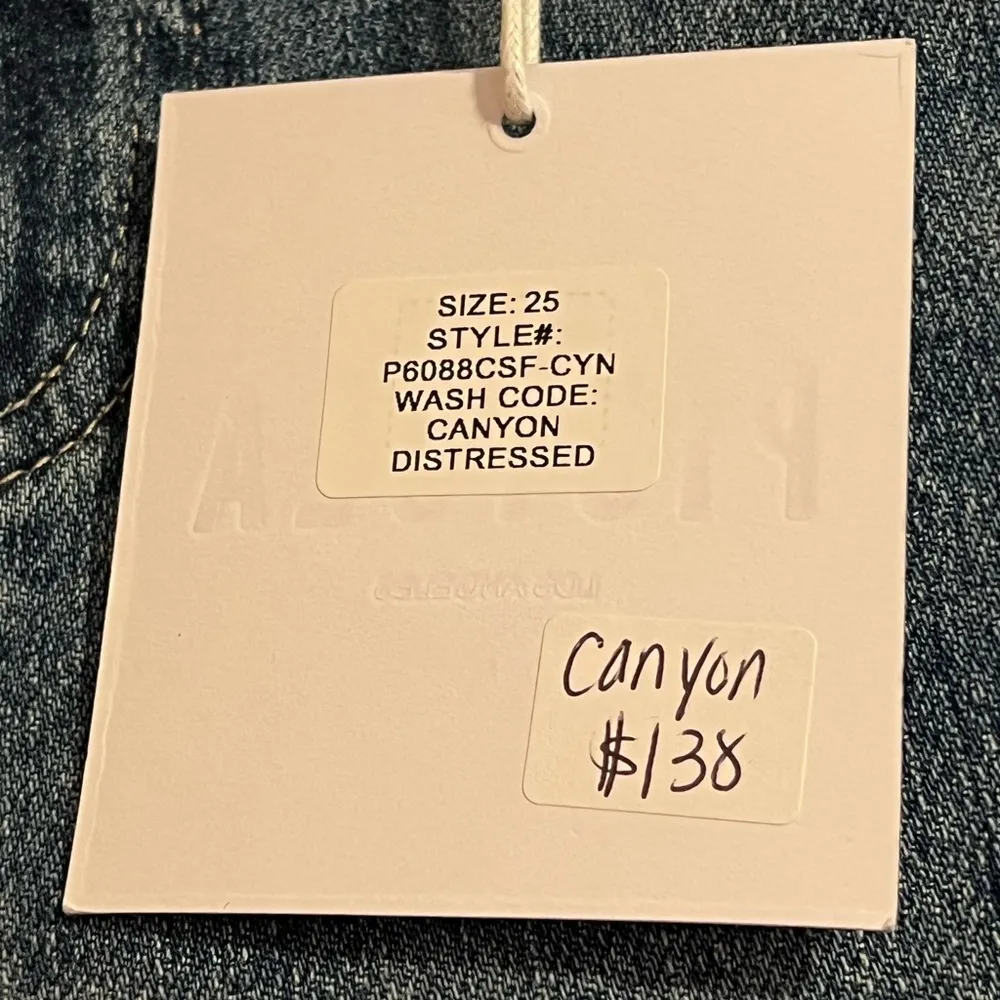 SIZE: 25
STYLE#:
P6088CSF-CYN
WASH CODE:
CANYON
DISTRESSED
Canyon
$138